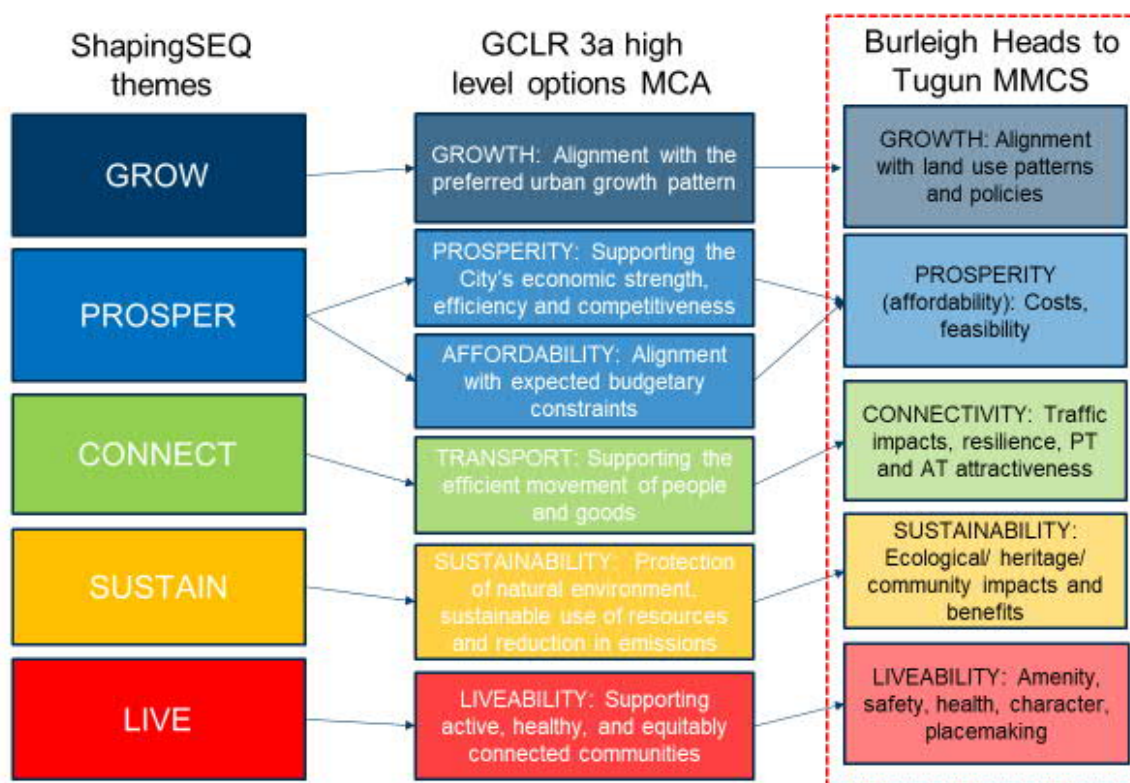 ShapingSEQ
themes
GROW
PROSPER
CONNECT
SUSTAIN
LIVE
GCLR 3a high
level options MCA
GROWTH: Alignment with the
preferred urban growth pattern
PROSPERITY: Supporting the
City's economic strength,
efficiency and competitiveness
AFFORDABILITY: Alignment
with expected budgetary
constraints
TRANSPORT: Supporting the
efficient movement of people
and goods
SUSTAINABILITY: Protection
of natural environment,
sustainable use of resources
and reduction in emissions
LIVEABILITY: Supporting
active, healthy, and equitably
connected communities
Burleigh Heads to
Tugun MMCS
GROWTH: Alignment
with land use patterns
and policies
PROSPERITY
(affordability): Costs,
feasibility
CONNECTIVITY: Traffic
impacts, resilience, PT
and AT attractiveness
SUSTAINABILITY:
Ecological/ heritage/
community impacts and
benefits
LIVEABILITY: Amenity,
safety, health, character,
placemaking